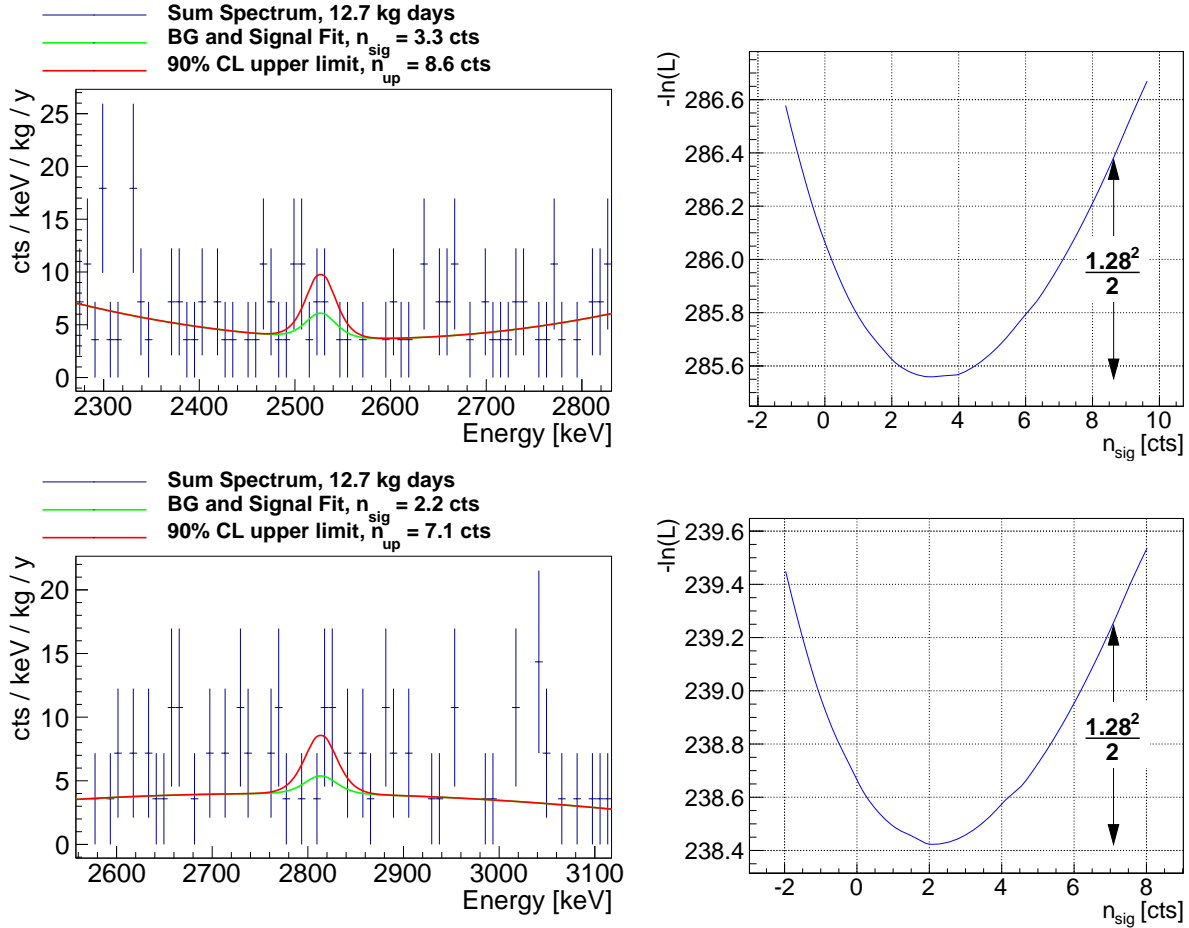 Sum Spectrum, 12.7 kg days
BG and Signal Fit, n_sig = 3.3 cts
90% CL upper limit, n_up = 8.6 cts
cts / keV / kg / y
25
20
15
10
5
0
2300 2400 2500 2600 2700 2800
Energy [keV]
-ln(L)
286.6
286.4
286.2
286.0
285.8
285.6
1.28²
2
-2 0 2 4 6 8 10
n_sig [cts]
Sum Spectrum, 12.7 kg days
BG and Signal Fit, n_sig = 2.2 cts
90% CL upper limit, n_up = 7.1 cts
cts / keV / kg / y
20
15
10
5
0
2600 2700 2800 2900 3000 3100
Energy [keV]
-ln(L)
239.6
239.4
239.2
239.0
238.8
238.6
238.4
1.28²
2
-2 0 2 4 6 8
n_sig [cts]